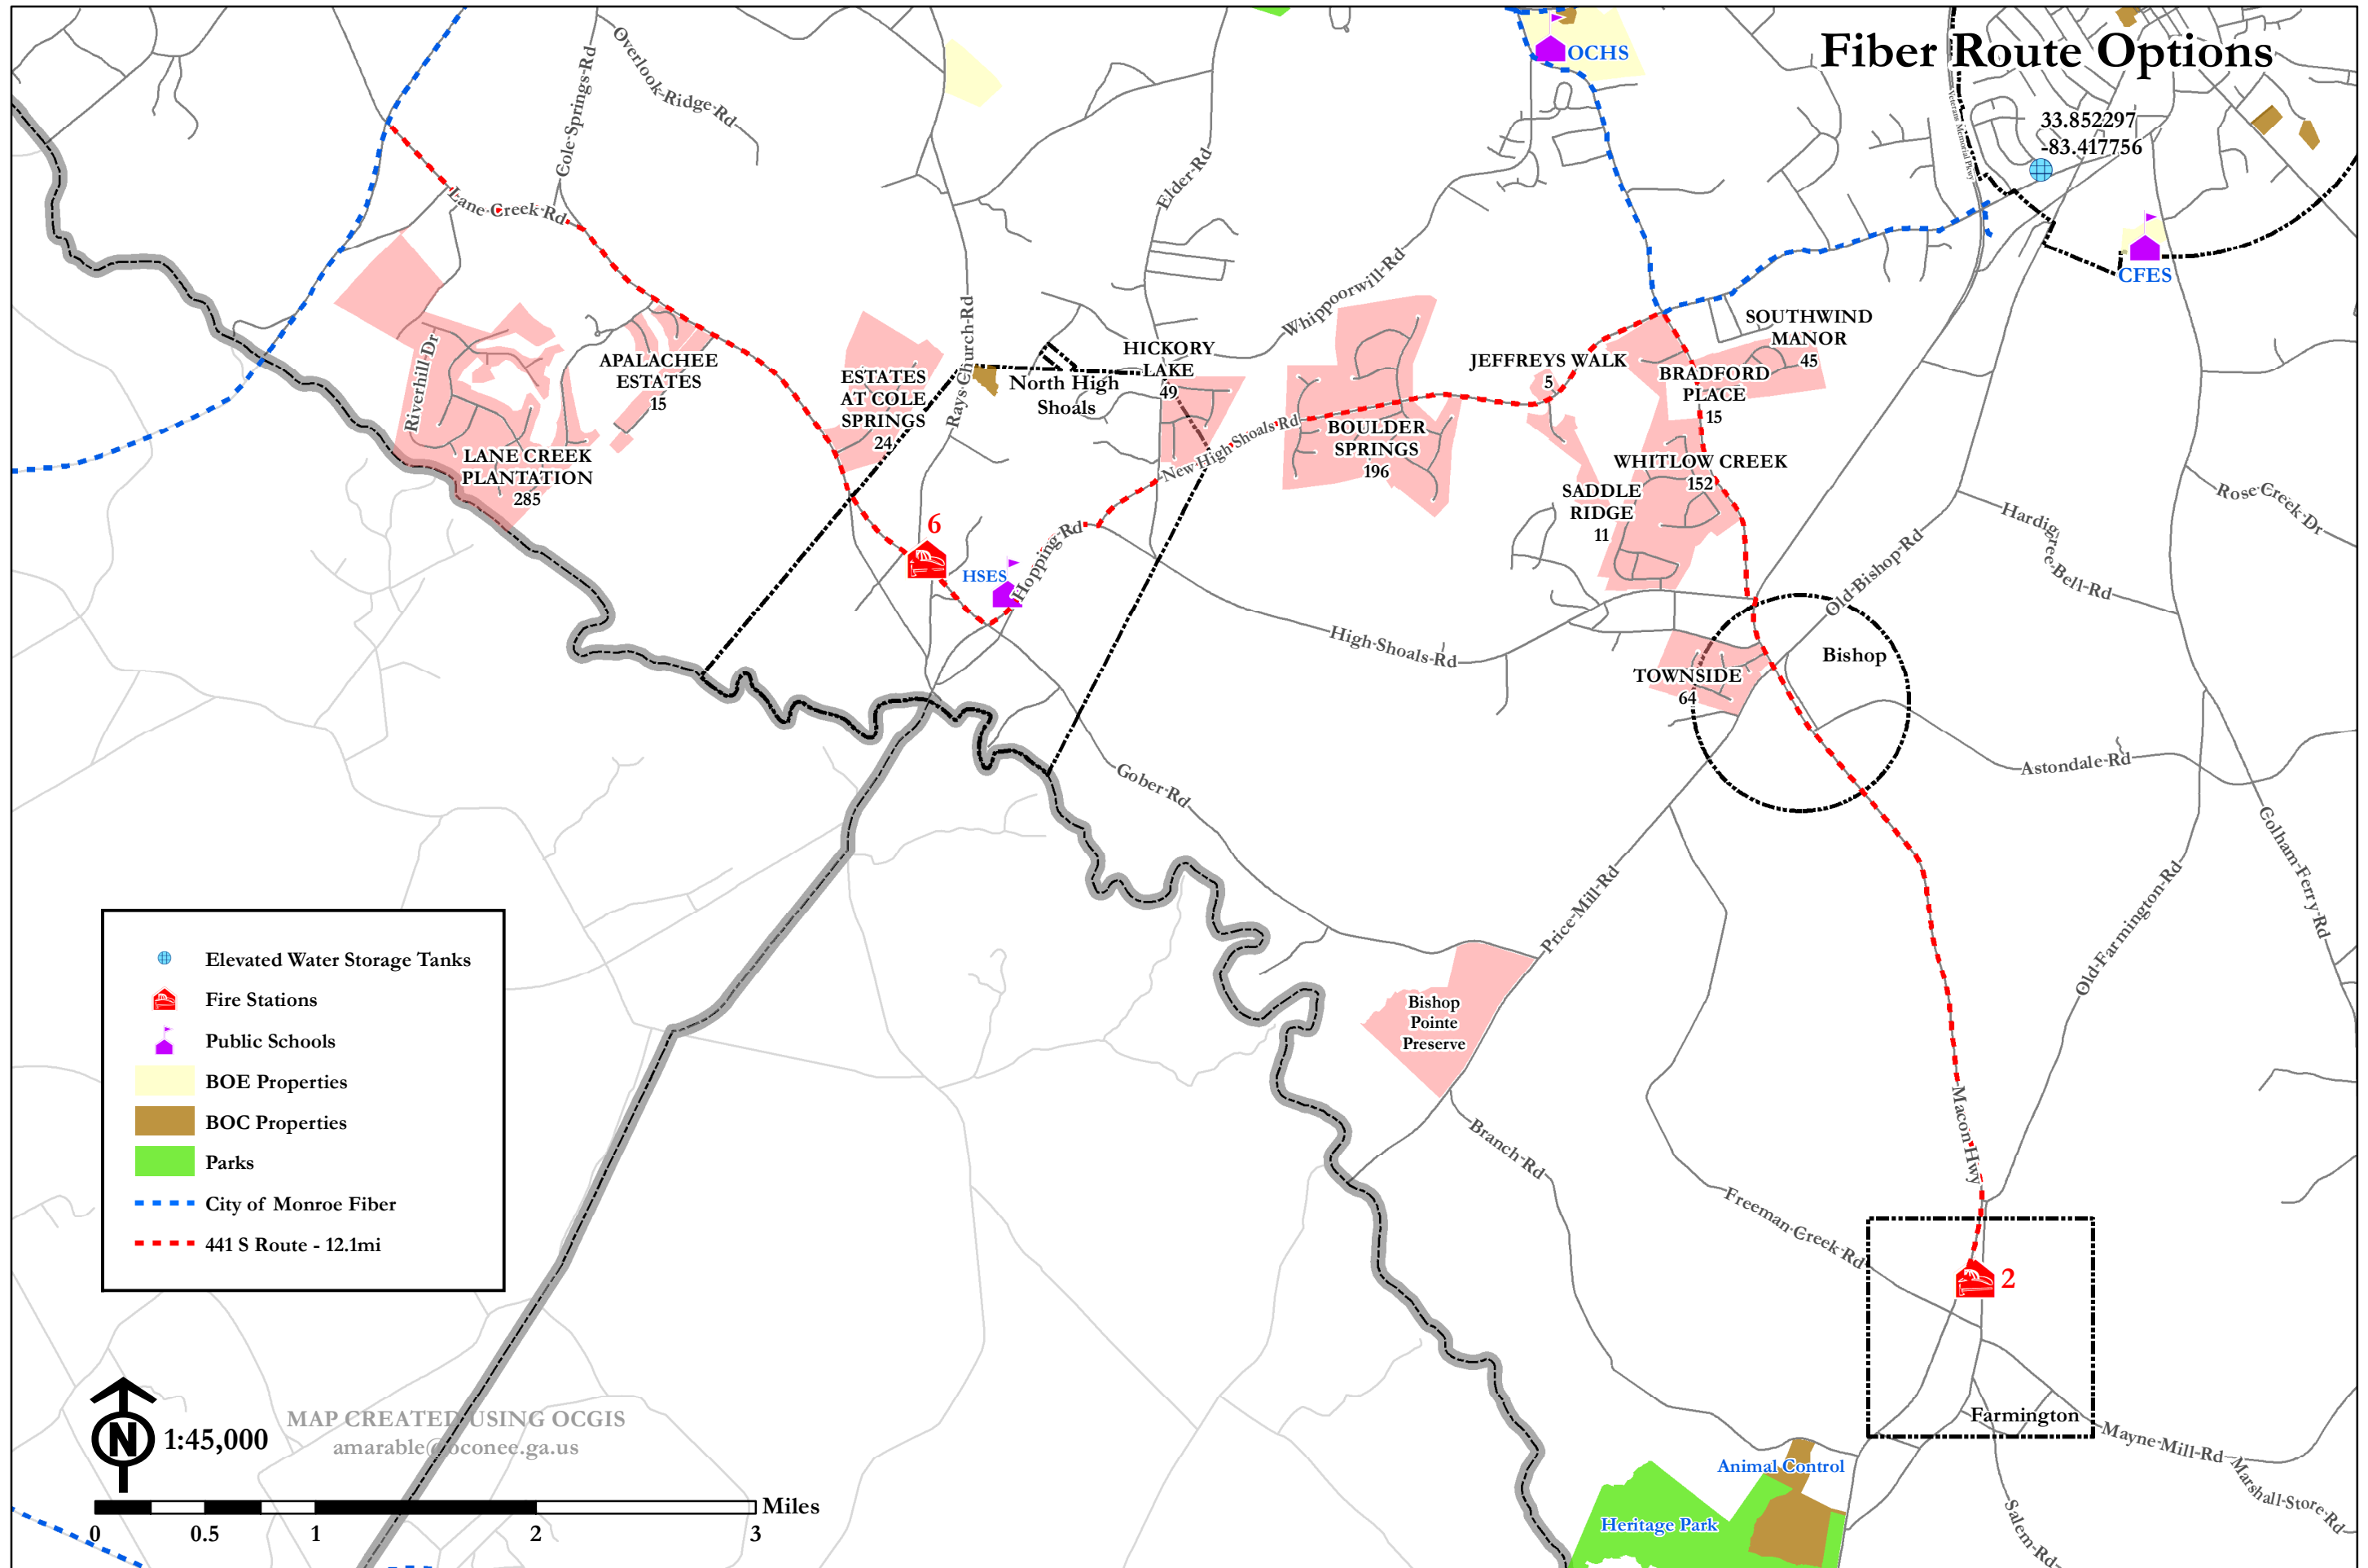 Fiber Route Options
OCHS
33.852297
-83.417756
CFES
Veterans Memorial Pkwy
Overlook-Ridge-Rd
Cole-Springs-Rd
Elder-Rd
Lane-Creek-Rd
Whippoorwill-Rd
Rays-Church-Rd
Riverhill-Dr
APALACHEE
ESTATES
15
ESTATES
AT COLE
SPRINGS
24
North High
Shoals
HICKORY
LAKE
49
JEFFREYS WALK
5
SOUTHWIND
MANOR
45
BRADFORD
PLACE
15
LANE CREEK
PLANTATION
285
New-High-Shoals-Rd
BOULDER
SPRINGS
196
WHITLOW CREEK
152
SADDLE
RIDGE
11
Rose-Creek-Dr
Hardigree-Bell-Rd
6
HSES
Hopping-Rd
Old-Bishop-Rd
High-Shoals-Rd
Bishop
TOWNSIDE
64
Astondale-Rd
Gober-Rd
Colham-Ferry-Rd
Price-Mill-Rd
Old-Farmington-Rd
Bishop
Pointe
Preserve
Macon Hwy
Branch-Rd
Freeman-Creek-Rd
2
Farmington
Mayne-Mill-Rd
Marshall-Store-Rd
Salem-Rd
Animal Control
Heritage Park
Elevated Water Storage Tanks
Fire Stations
Public Schools
BOE Properties
BOC Properties
Parks
City of Monroe Fiber
441 S Route - 12.1mi
N
1:45,000
MAP CREATED USING OCGIS
amarable@oconee.ga.us
Miles
0 0.5 1 2 3